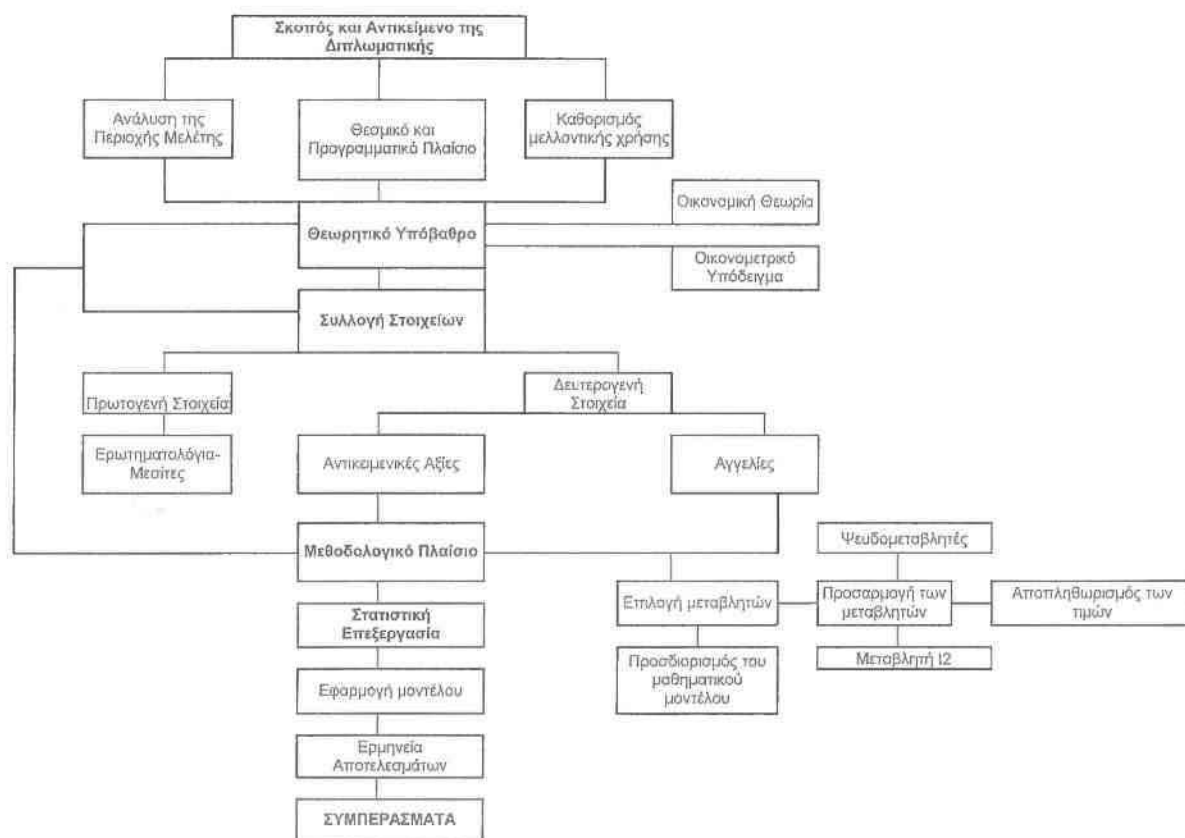 Σκοπός και Αντικείμενο της
Διπλωματικής
Ανάλυση της
Περιοχής Μελέτης
Θεσμικό και
Προγραμματικό Πλαίσιο
Καθορισμός
μελλοντικής χρήσης
Οικονομική Θεωρία
Θεωρητικό Υπόβαθρο
Οικονομετρικό
Υπόδειγμα
Συλλογή Στοιχείων
Πρωτογενή Στοιχεία
Δευτερογενή
Στοιχεία
Ερωτηματολόγια-
Μεσίτες
Αντικειμενικές Αξίες
Αγγελίες
Μεθοδολογικό Πλαίσιο
Ψευδομεταβλητές
Επιλογή μεταβλητών
Προσαρμογή των
μεταβλητών
Αποπληθωρισμός των
τιμών
Στατιστική
Επεξεργασία
Μεταβλητή Ι2
Προσδιορισμός του
μαθηματικού
μοντέλου
Εφαρμογή μοντέλου
Ερμηνεία
Αποτελεσμάτων
ΣΥΜΠΕΡΑΣΜΑΤΑ